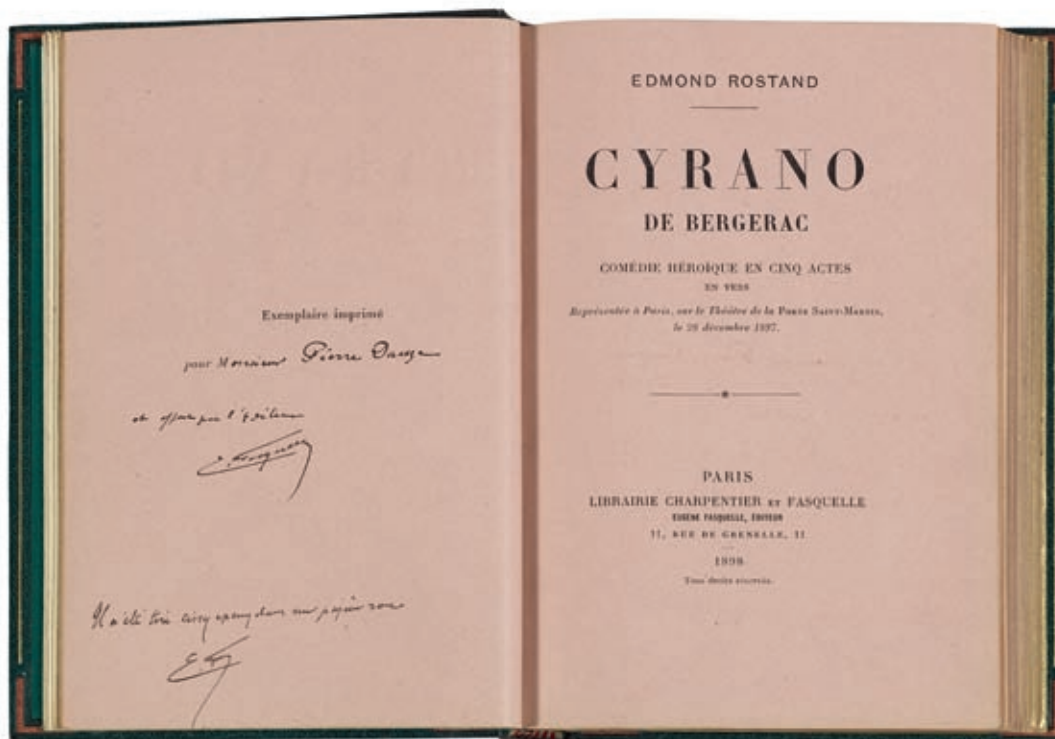 Exemplaire imprimé
pour Monsieur Pierre Dauze
et offert par l'éditeur
Il a été tiré cinq exemplaires sur papier rose
EDMOND ROSTAND
CYRANO
DE BERGERAC
COMÉDIE HÉROÏQUE EN CINQ ACTES
EN VERS
Représentée à Paris, sur le Théâtre de la PORTE SAINT-MARTIN,
le 28 décembre 1897.
PARIS
LIBRAIRIE CHARPENTIER ET FASQUELLE
EUGÈNE FASQUELLE, ÉDITEUR
11, RUE DE GRENELLE, 11
1898
Tous droits réservés.